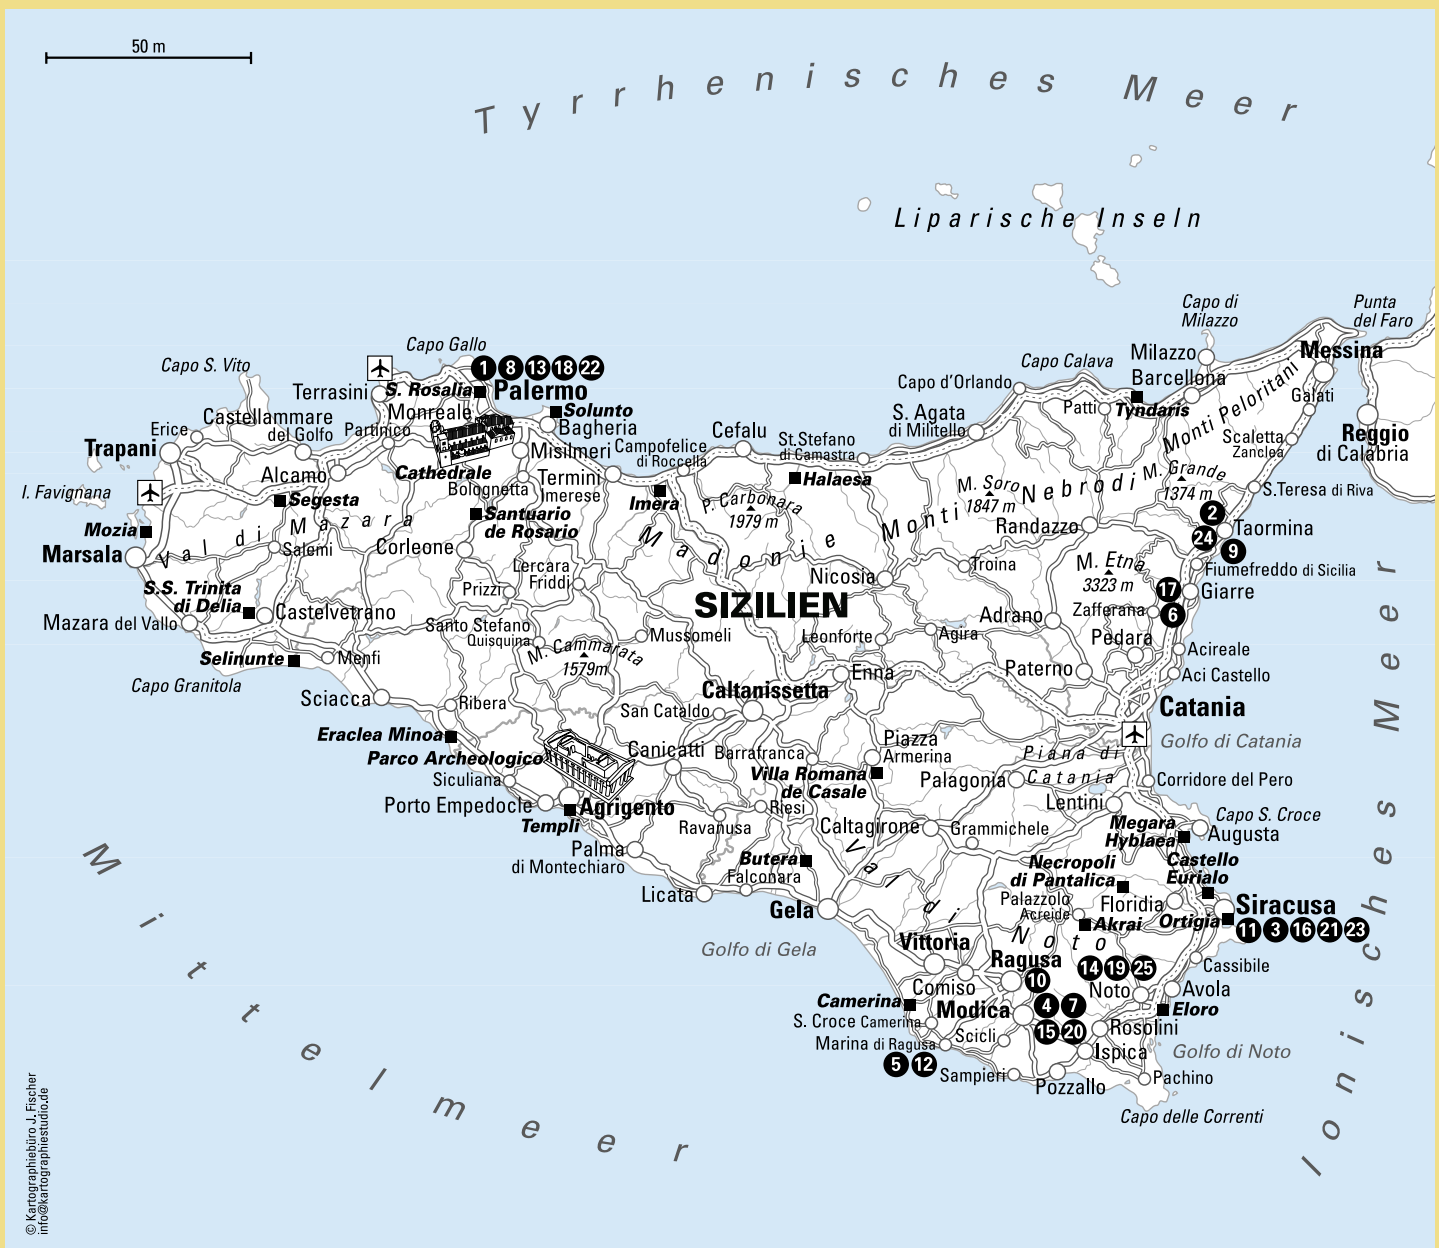 50 m
Tyrrhenisches Meer
Liparische Inseln
Capo di
Milazzo
Punta
del Faro
Capo Gallo
Capo S. Vito
Capo Calava
Milazzo
Messina
1 8 13 18 22
Terrasini
S. Rosalia
Palermo
Capo d'Orlando
Barcellona
Galati
Castellammare
del Golfo
Monreale
Solunto
Bagheria
S. Agata
di Militello
Patti
Tyndaris
Monti Peloritani
Erice
Partinico
Trapani
Cefalu
St. Stefano
di Camastra
Scaletta
Zanclea
Reggio
di Calabria
Misilmeri
Campofelice
di Roccella
Alcamo
Cathedrale
Termini
Imerese
Bolognetta
Halaesa
M. Soro
1847 m
M. Grande
1374 m
I. Favignana
Segesta
Imera
P. Carbonara
1979 m
Monti Nebrodi
S.Teresa di Riva
Mozia
Val di Mazara
Santuario
de Rosario
Madonie
Randazzo
2
Taormina
24
9
Marsala
Salemi
Corleone
Lercara
Friddi
Nicosia
Troina
M. Etna
3323 m
Fiumefreddo di Sicilia
S.S. Trinita
di Delia
Prizzi
SIZILIEN
17
Giarre
Castelvetrano
Adrano
Zafferana
6
Mazara del Vallo
Santo Stefano
Quisquina
Mussomeli
Leonforte
Agira
Pedara
Selinunte
Menfi
M. Cammarata
1579m
Acireale
Capo Granitola
Caltanissetta
Enna
Paterno
Aci Castello
Sciacca
Ribera
San Cataldo
Catania
Eraclea Minoa
Parco Archeologico
Canicatti
Barrafranca
Piazza
Armerina
Piana di
Catania
Golfo di Catania
Siculiana
Villa Romana
de Casale
Palagonia
Corridore del Pero
Porto Empedocle
Agrigento
Riesi
Lentini
Templi
Ravanusa
Caltagirone
Grammichele
Megara
Hyblaea
Capo S. Croce
Augusta
Palma
di Montechiaro
Butera
Falconara
Val di Noto
Necropoli
di Pantalica
Castello
Eurialo
Licata
Gela
Palazzolo
Acreide
Floridia
Siracusa
Akrai
Ortigia
11 3 16 21 23
Golfo di Gela
Vittoria
Ragusa
10
14 19 25
Cassibile
Comiso
Noto
Avola
Camerina
Modica
4 7
Eloro
S. Croce Camerina
15 20
Rosolini
Marina di Ragusa
Scicli
Ispica
Golfo di Noto
5 12
Sampieri
Pozzallo
Pachino
Capo delle Correnti
Mittelmeer
Ionisches Meer
© Kartographiebüro J. Fischer
info@kartographiestudio.de